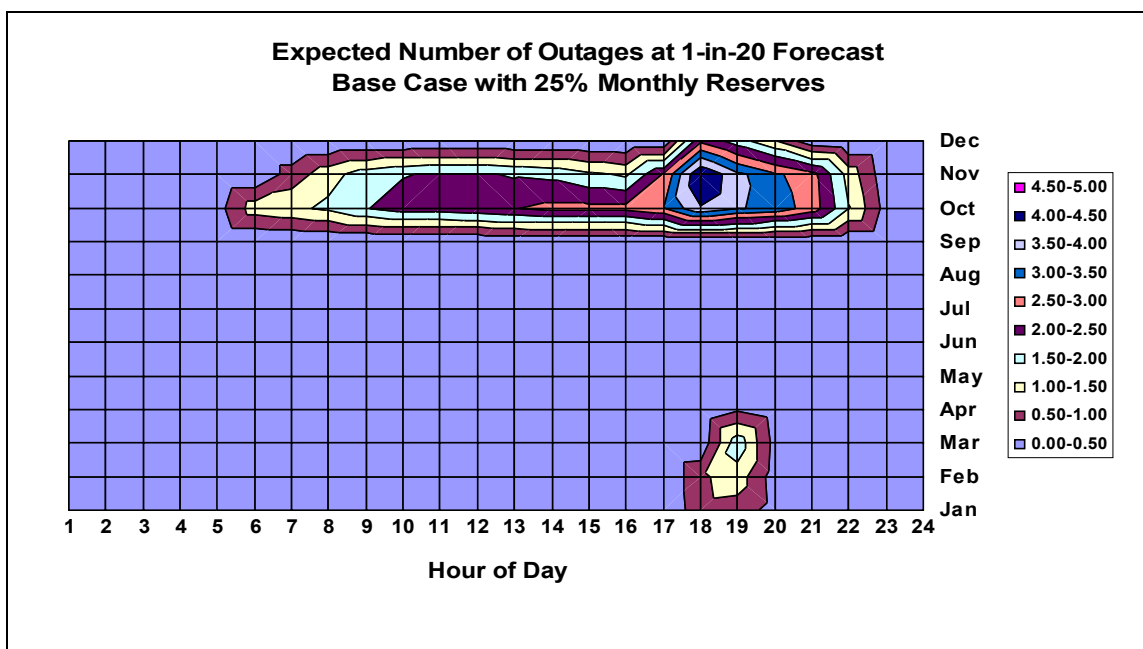 Expected Number of Outages at 1-in-20 Forecast
Base Case with 25% Monthly Reserves
Dec
Nov
Oct
Sep
Aug
Jul
Jun
May
Apr
Mar
Feb
Jan
4.50-5.00
4.00-4.50
3.50-4.00
3.00-3.50
2.50-3.00
2.00-2.50
1.50-2.00
1.00-1.50
0.50-1.00
0.00-0.50
1 2 3 4 5 6 7 8 9 10 11 12 13 14 15 16 17 18 19 20 21 22 23 24
Hour of Day